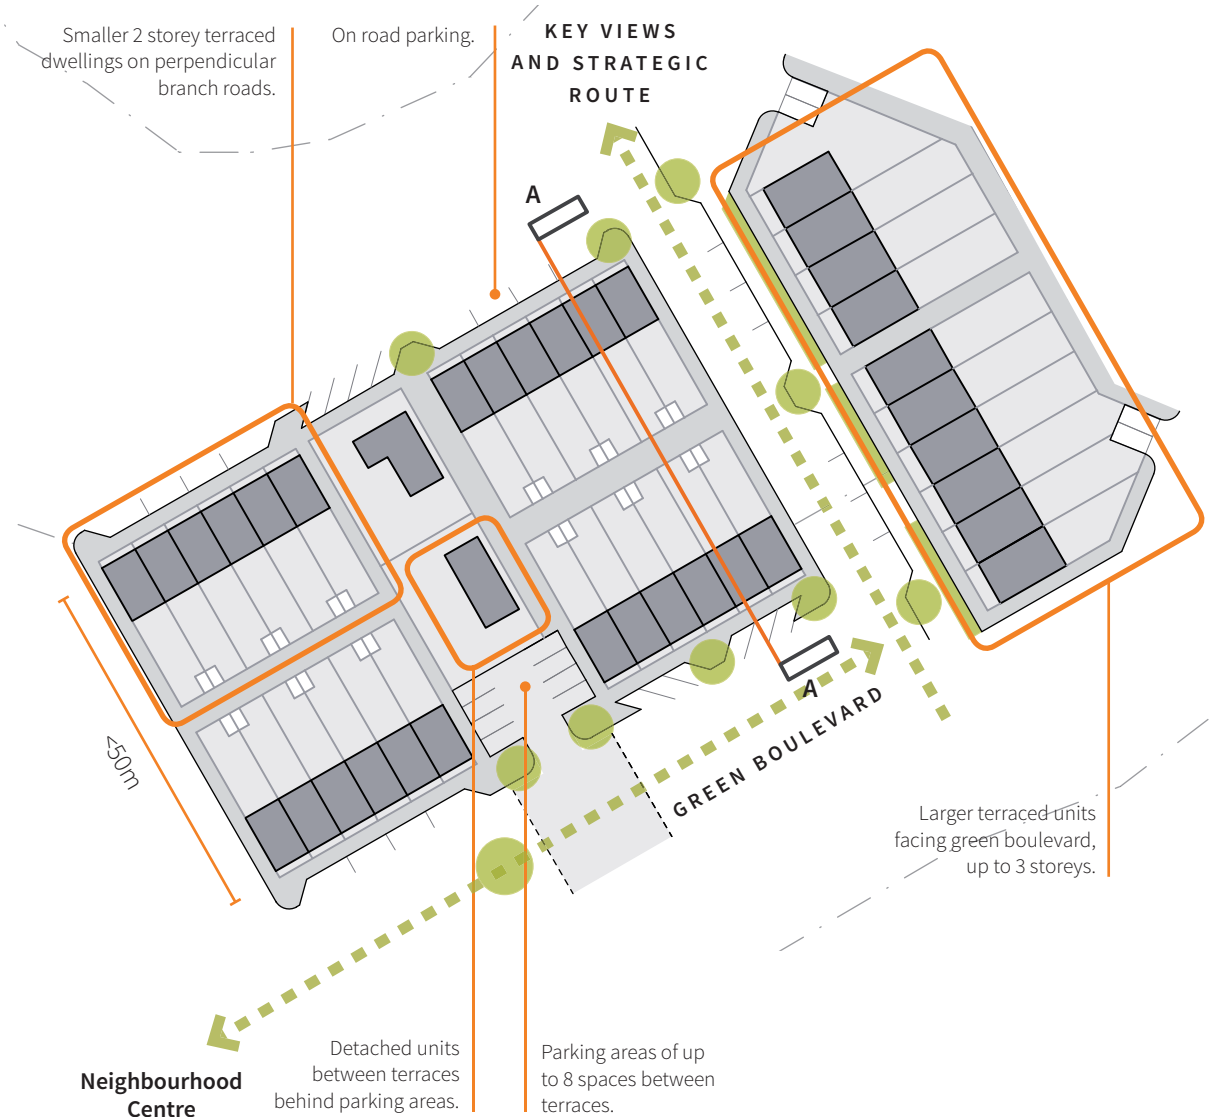 Smaller 2 storey terraced
dwellings on perpendicular
branch roads.
On road parking.
KEY VIEWS
AND STRATEGIC
ROUTE
A
A
<50m
GREEN BOULEVARD
Larger terraced units
facing green boulevard,
up to 3 storeys.
Neighbourhood
Centre
Detached units
between terraces
behind parking areas.
Parking areas of up
to 8 spaces between
terraces.